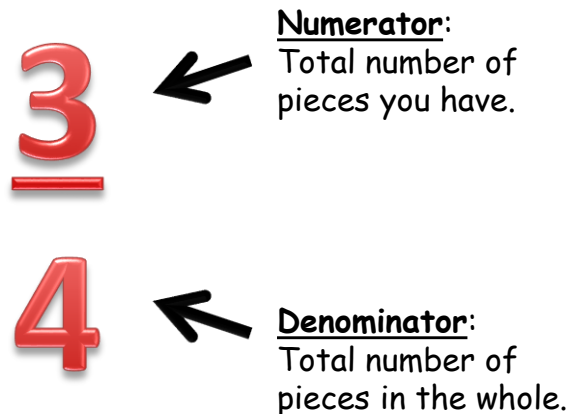 3
Numerator:
Total number of
pieces you have.
4
Denominator:
Total number of
pieces in the whole.